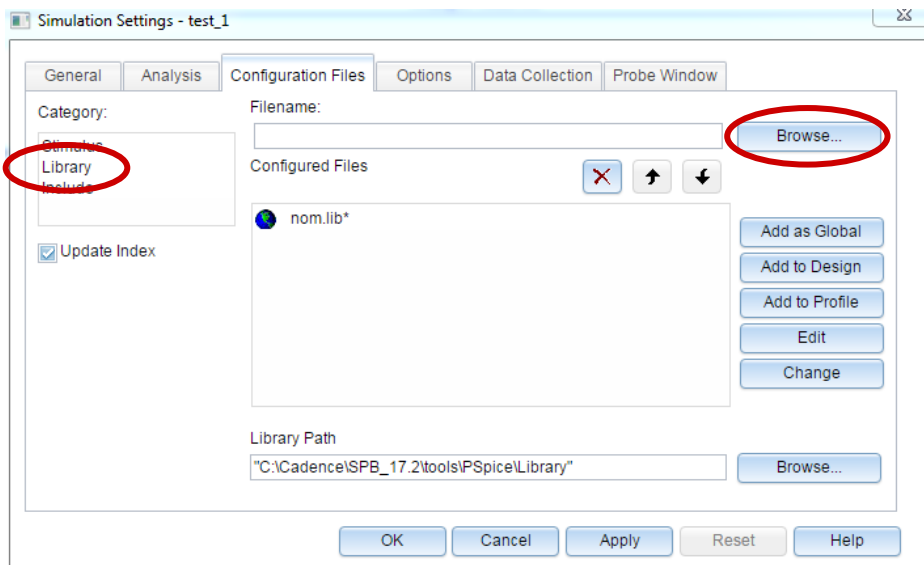 Simulation Settings - test_1
General Analysis Configuration Files Options Data Collection Probe Window
Category:
Stimulus
Library
Include
Update Index
Filename:
Browse...
Configured Files
nom.lib*
Add as Global
Add to Design
Add to Profile
Edit
Change
Library Path
"C:\Cadence\SPB_17.2\tools\PSpice\Library"
Browse...
OK Cancel Apply Reset Help